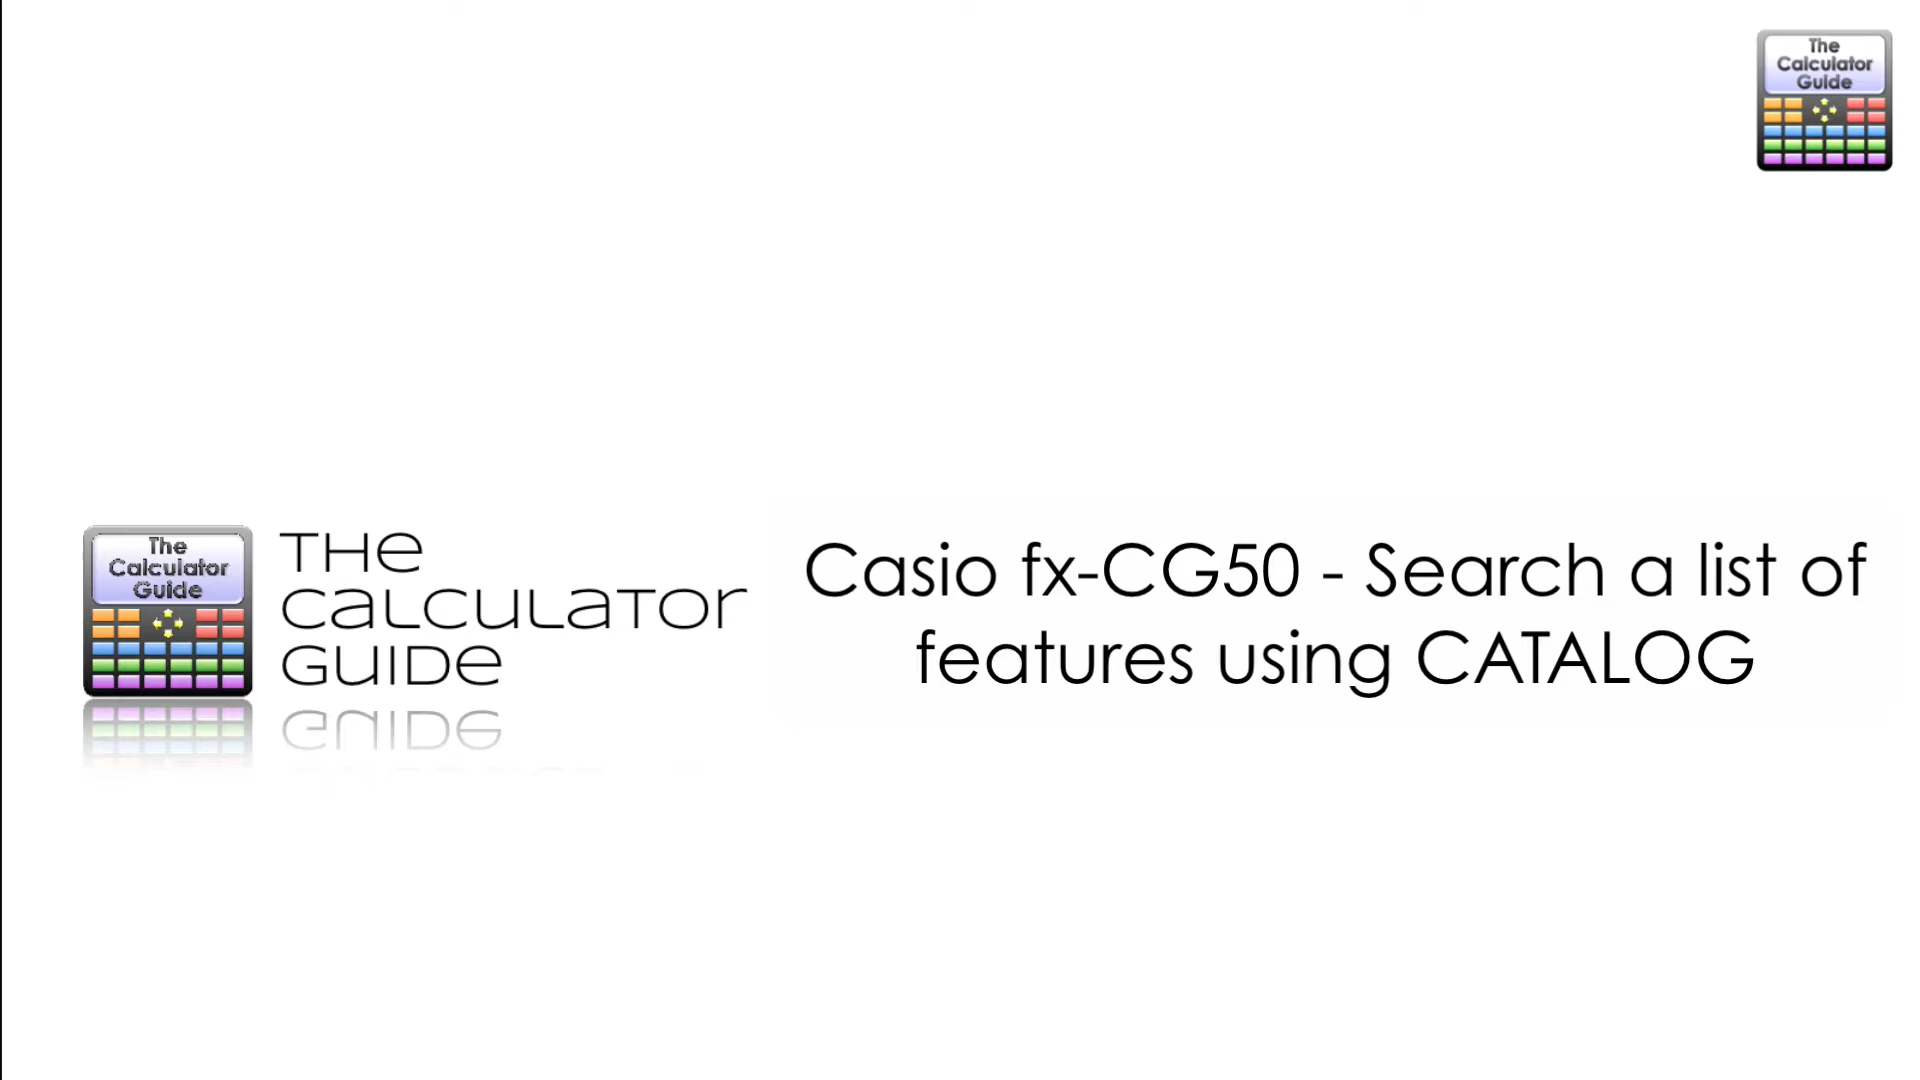 The
Calculator
Guide
The
Calculator
Guide
THe
CaLCULaTOr
GUIDe
Casio fx-CG50 - Search a list of
features using CATALOG